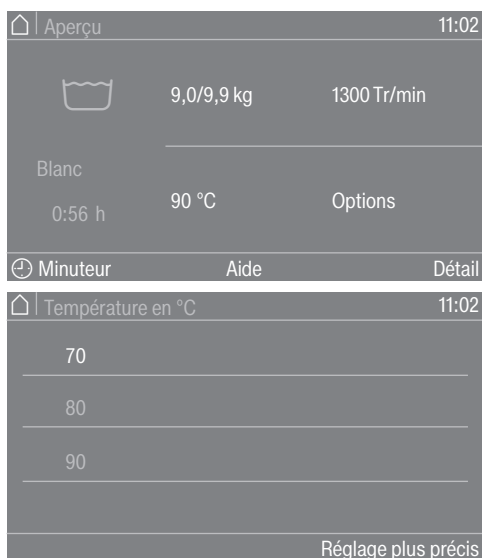 Aperçu 11:02
9,0/9,9 kg 1300 Tr/min
Blanc
0:56 h
90 °C Options
Minuteur Aide Détail
Température en °C 11:02
70
80
90
Réglage plus précis